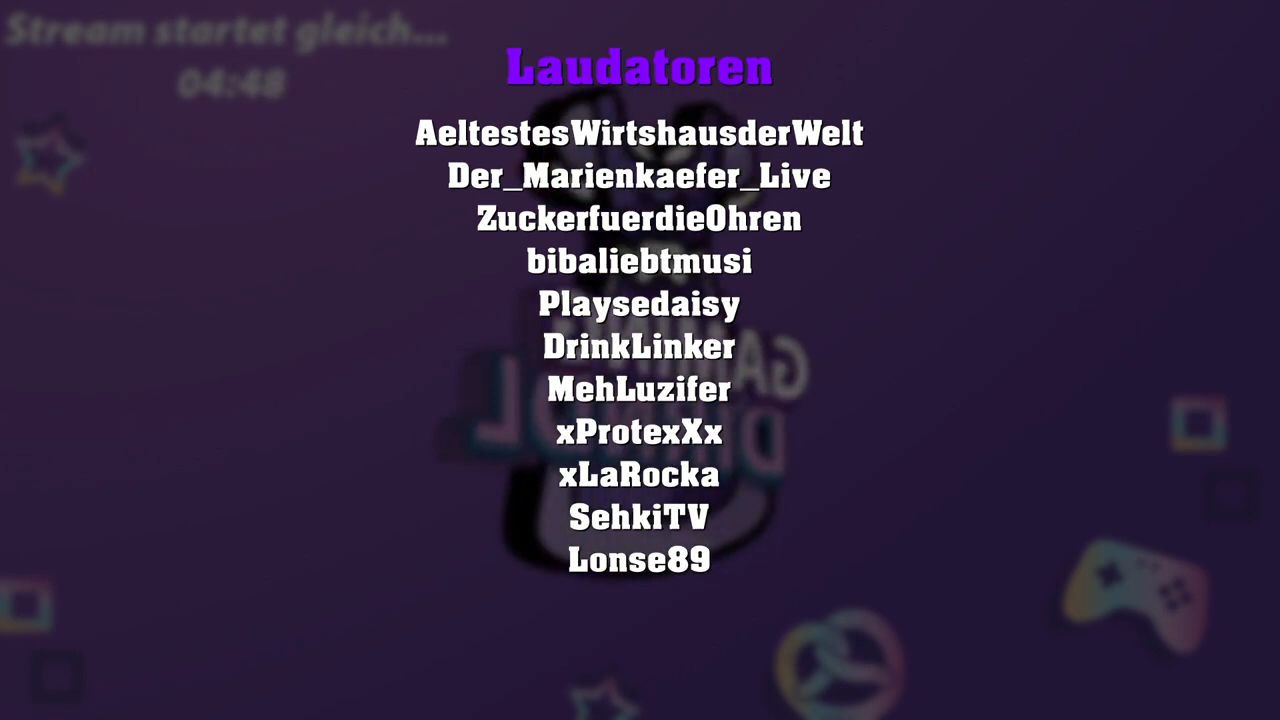 Stream startet gleich...
04:48
Laudatoren
AeltestesWirtshausderWelt
Der_Marienkaefer_Live
ZuckerfuerdieOhren
bibaliebtmusi
Playsedaisy
DrinkLinker
MehLuzifer
xProtexXx
xLaRocka
SehkiTV
Lonse89